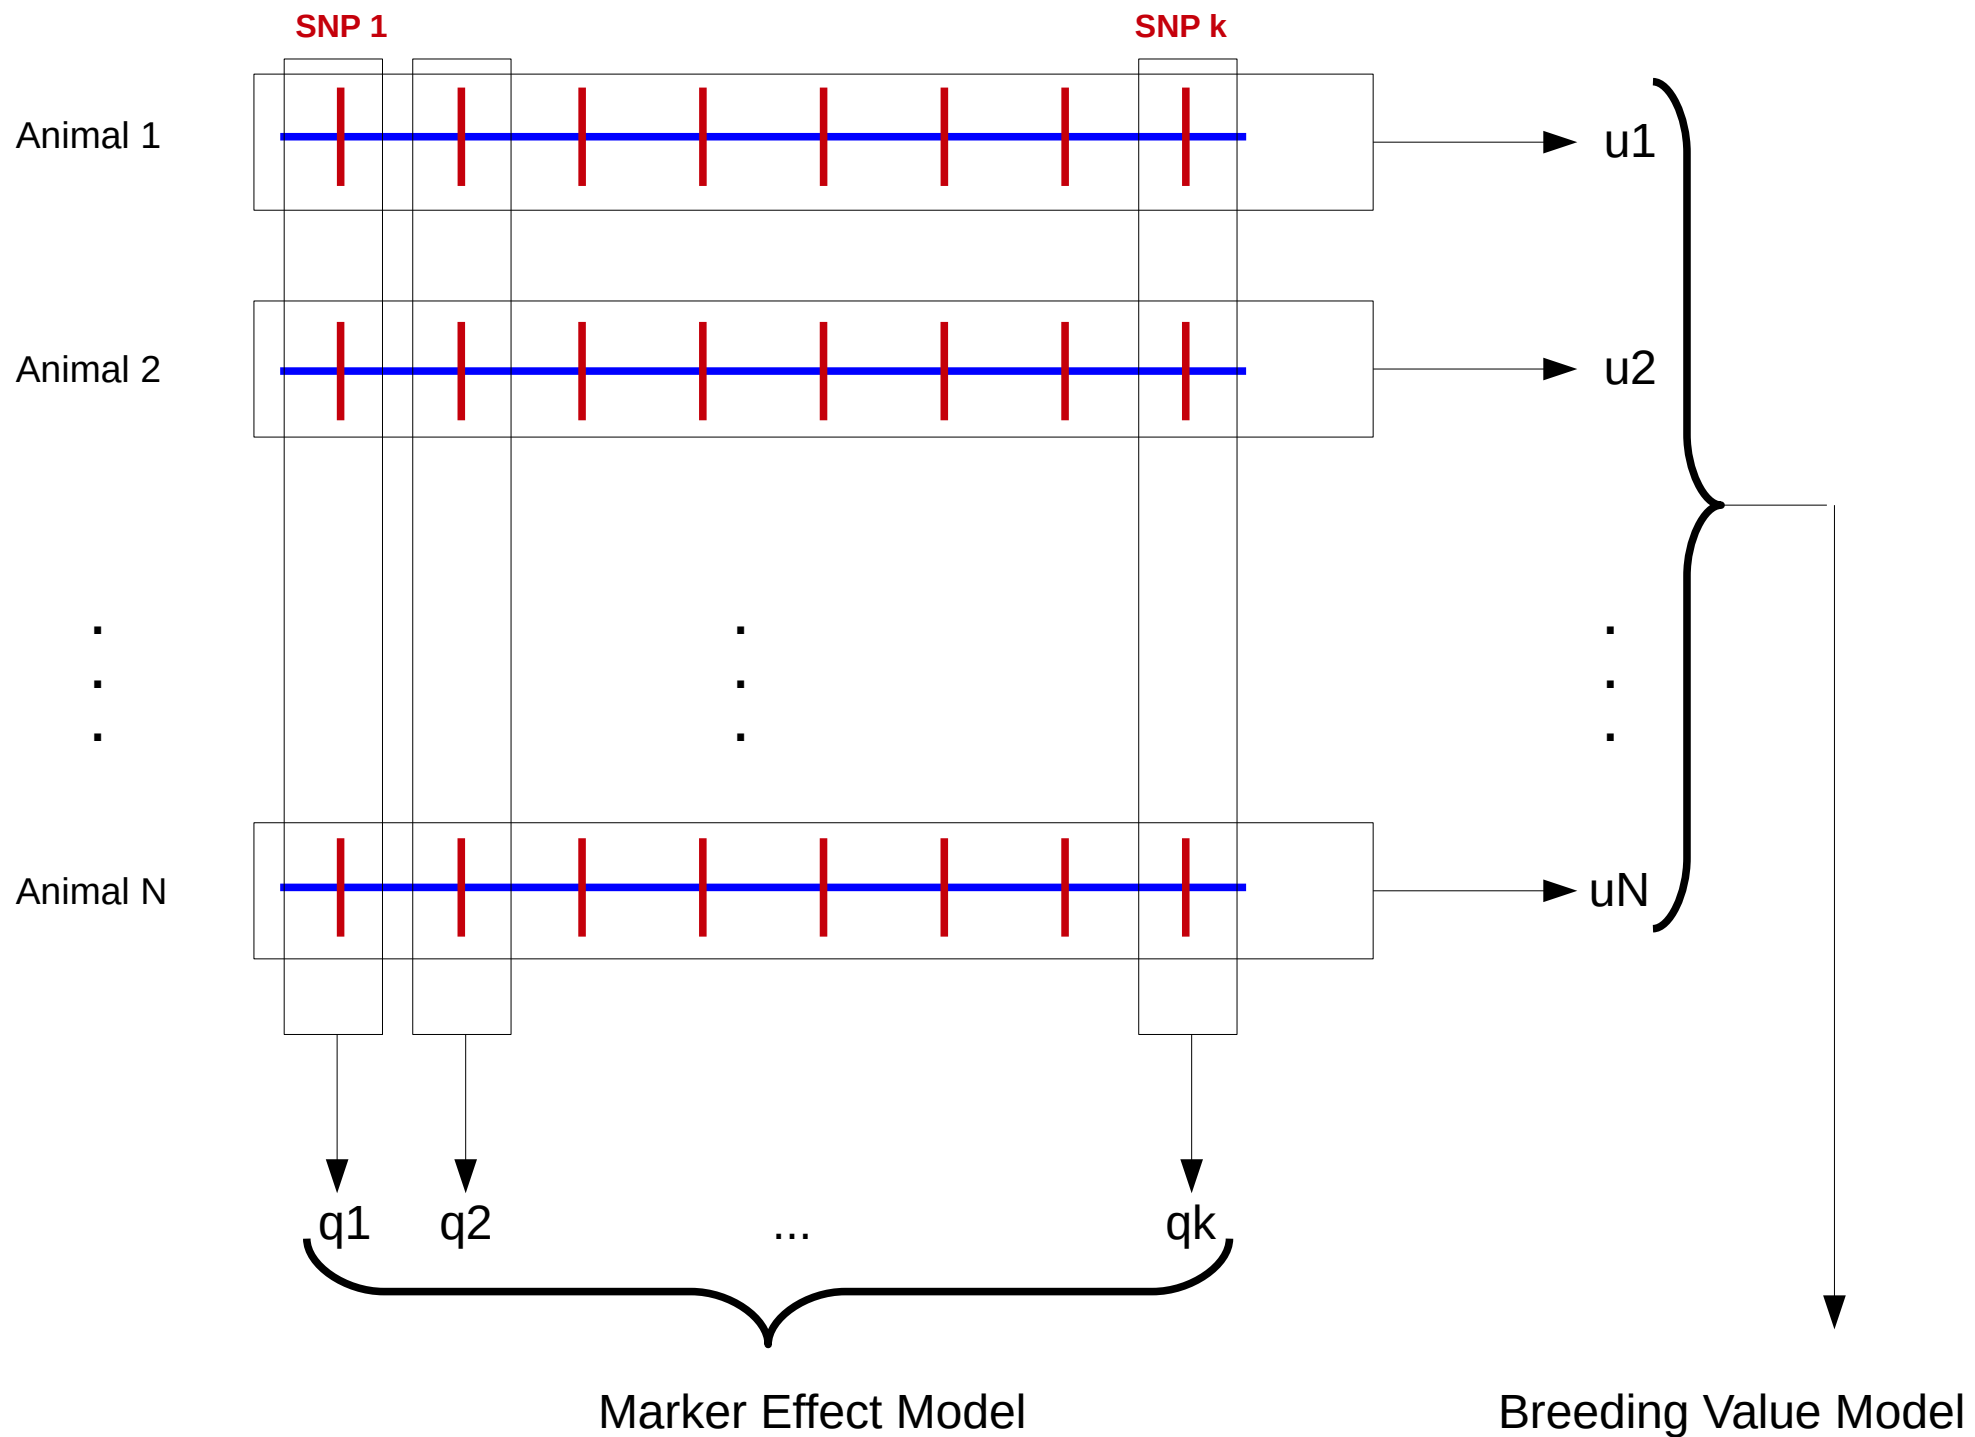 SNP 1 SNP k
Animal 1 u1
Animal 2 u2
. . .
. . .
. . .
Animal N uN
q1 q2 ... qk
Marker Effect Model Breeding Value Model